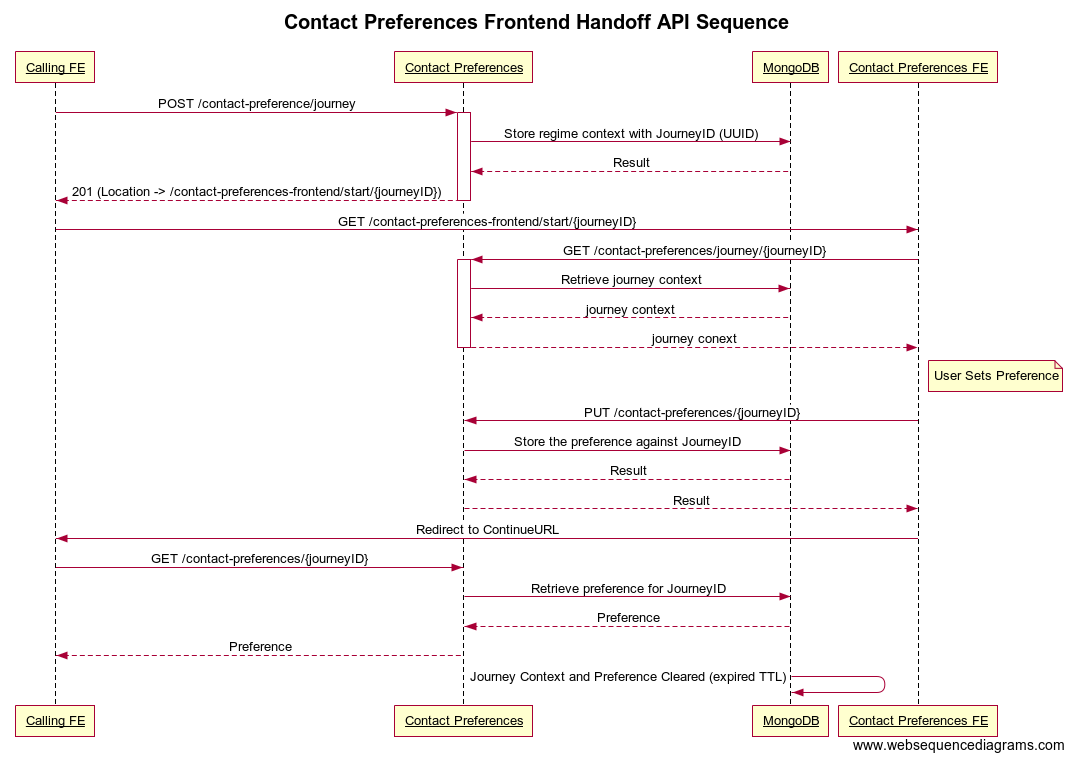 Contact Preferences Frontend Handoff API Sequence
Calling FE
Contact Preferences
MongoDB
Contact Preferences FE
POST /contact-preference/journey
Store regime context with JourneyID (UUID)
Result
201 (Location -> /contact-preferences-frontend/start/{journeyID})
GET /contact-preferences-frontend/start/{journeyID}
GET /contact-preferences/journey/{journeyID}
Retrieve journey context
journey context
journey conext
User Sets Preference
PUT /contact-preferences/{journeyID}
Store the preference against JourneyID
Result
Result
Redirect to ContinueURL
GET /contact-preferences/{journeyID}
Retrieve preference for JourneyID
Preference
Preference
Journey Context and Preference Cleared (expired TTL)
Calling FE
Contact Preferences
MongoDB
Contact Preferences FE
www.websequencediagrams.com